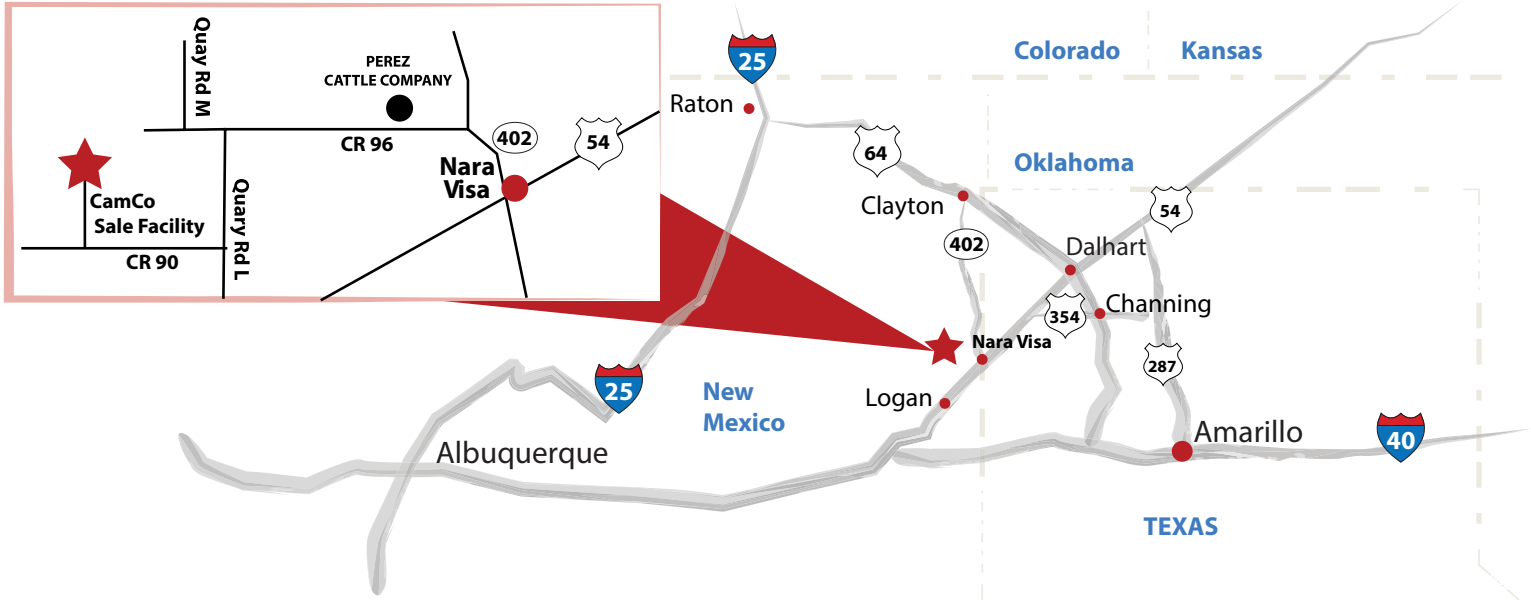 Quay Rd M
PEREZ
CATTLE COMPANY
CR 96
402
54
Nara
Visa
CamCo
Sale Facility
Quary Rd L
CR 90
25
Colorado
Kansas
Raton
64
Oklahoma
Clayton
54
402
Dalhart
354
Channing
Nara Visa
287
25
New
Mexico
Logan
Albuquerque
Amarillo
40
TEXAS